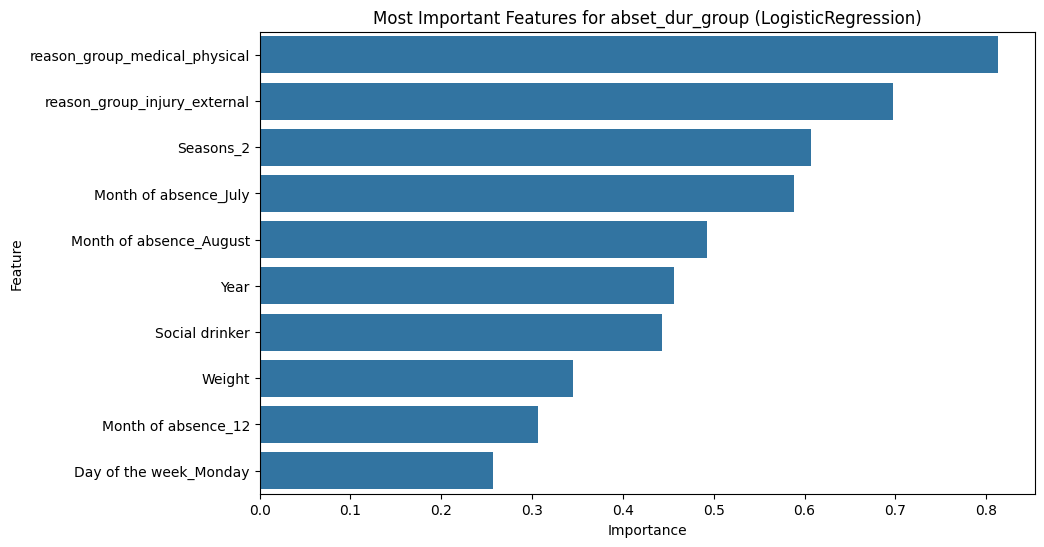 Most Important Features for abset_dur_group (LogisticRegression)
reason_group_medical_physical
reason_group_injury_external
Seasons_2
Month of absence_July
Month of absence_August
Year
Social drinker
Weight
Month of absence_12
Day of the week_Monday
Feature
0.0 0.1 0.2 0.3 0.4 0.5 0.6 0.7 0.8
Importance